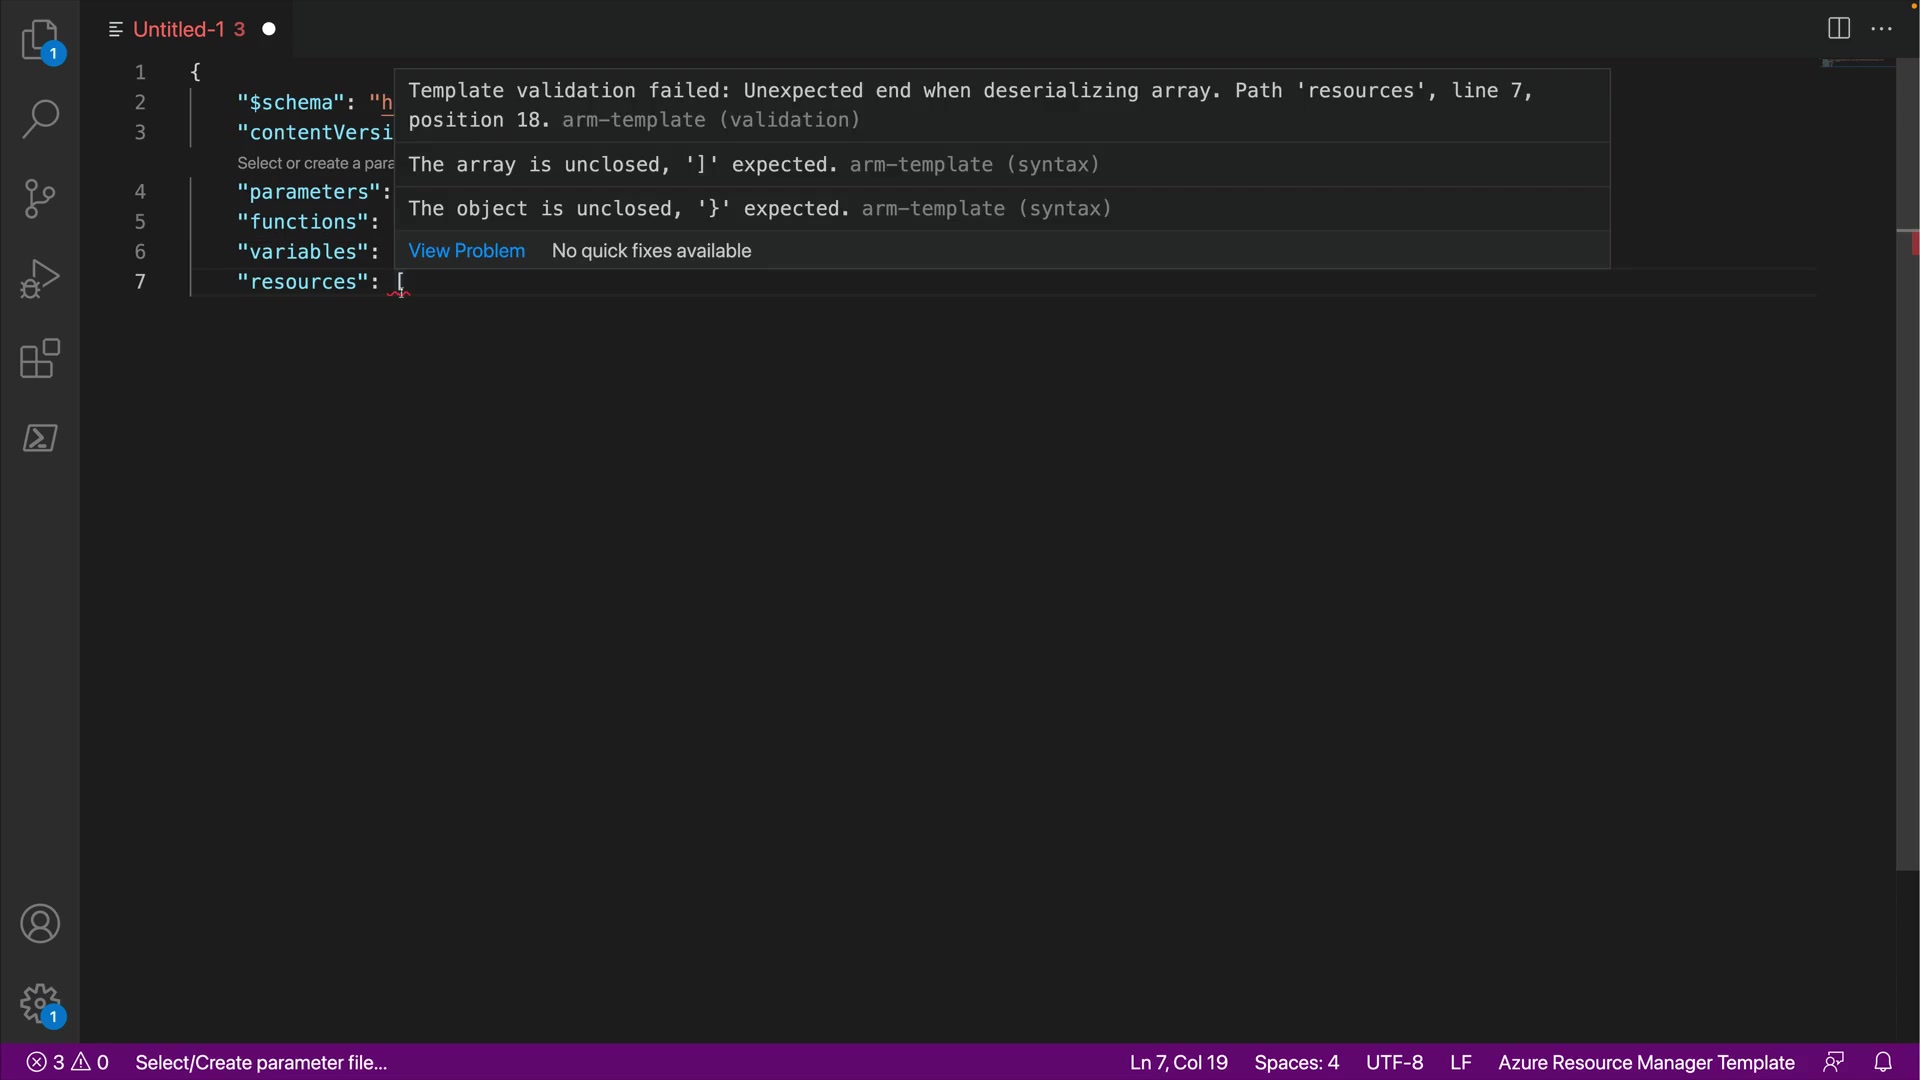 1
Untitled-1 3
1 {
2 "$schema": "h
3 "contentVersi
Select or create a para
4 "parameters":
5 "functions":
6 "variables":
7 "resources": [
Template validation failed: Unexpected end when deserializing array. Path 'resources', line 7,
position 18. arm-template (validation)
The array is unclosed, ']' expected. arm-template (syntax)
The object is unclosed, '}' expected. arm-template (syntax)
View Problem No quick fixes available
1
3 0 Select/Create parameter file... Ln 7, Col 19 Spaces: 4 UTF-8 LF Azure Resource Manager Template